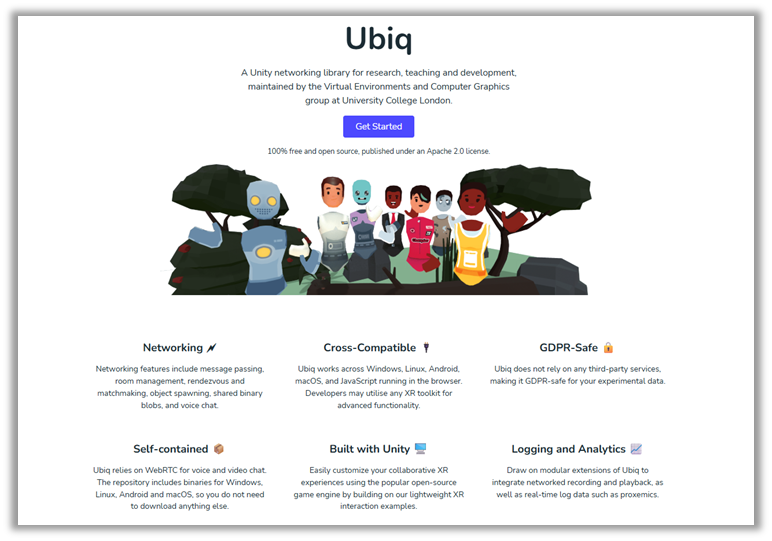 Ubiq
A Unity networking library for research, teaching and development,
maintained by the Virtual Environments and Computer Graphics
group at University College London.
Get Started
100% free and open source, published under an Apache 2.0 license.
Networking
Networking features include message passing,
room management, rendezvous and
matchmaking, object spawning, shared binary
blobs, and voice chat.
Cross-Compatible
Ubiq works across Windows, Linux, Android,
macOS, and JavaScript running in the browser.
Developers may utilise any XR toolkit for
advanced functionality.
GDPR-Safe
Ubiq does not rely on any third-party services,
making it GDPR-safe for your experimental data.
Self-contained
Ubiq relies on WebRTC for voice and video chat.
The repository includes binaries for Windows,
Linux, Android and macOS, so you do not need
to download anything else.
Built with Unity
Easily customize your collaborative XR
experiences using the popular open-source
game engine by building on our lightweight XR
interaction examples.
Logging and Analytics
Draw on modular extensions of Ubiq to
integrate networked recording and playback, as
well as real-time log data such as proxemics.